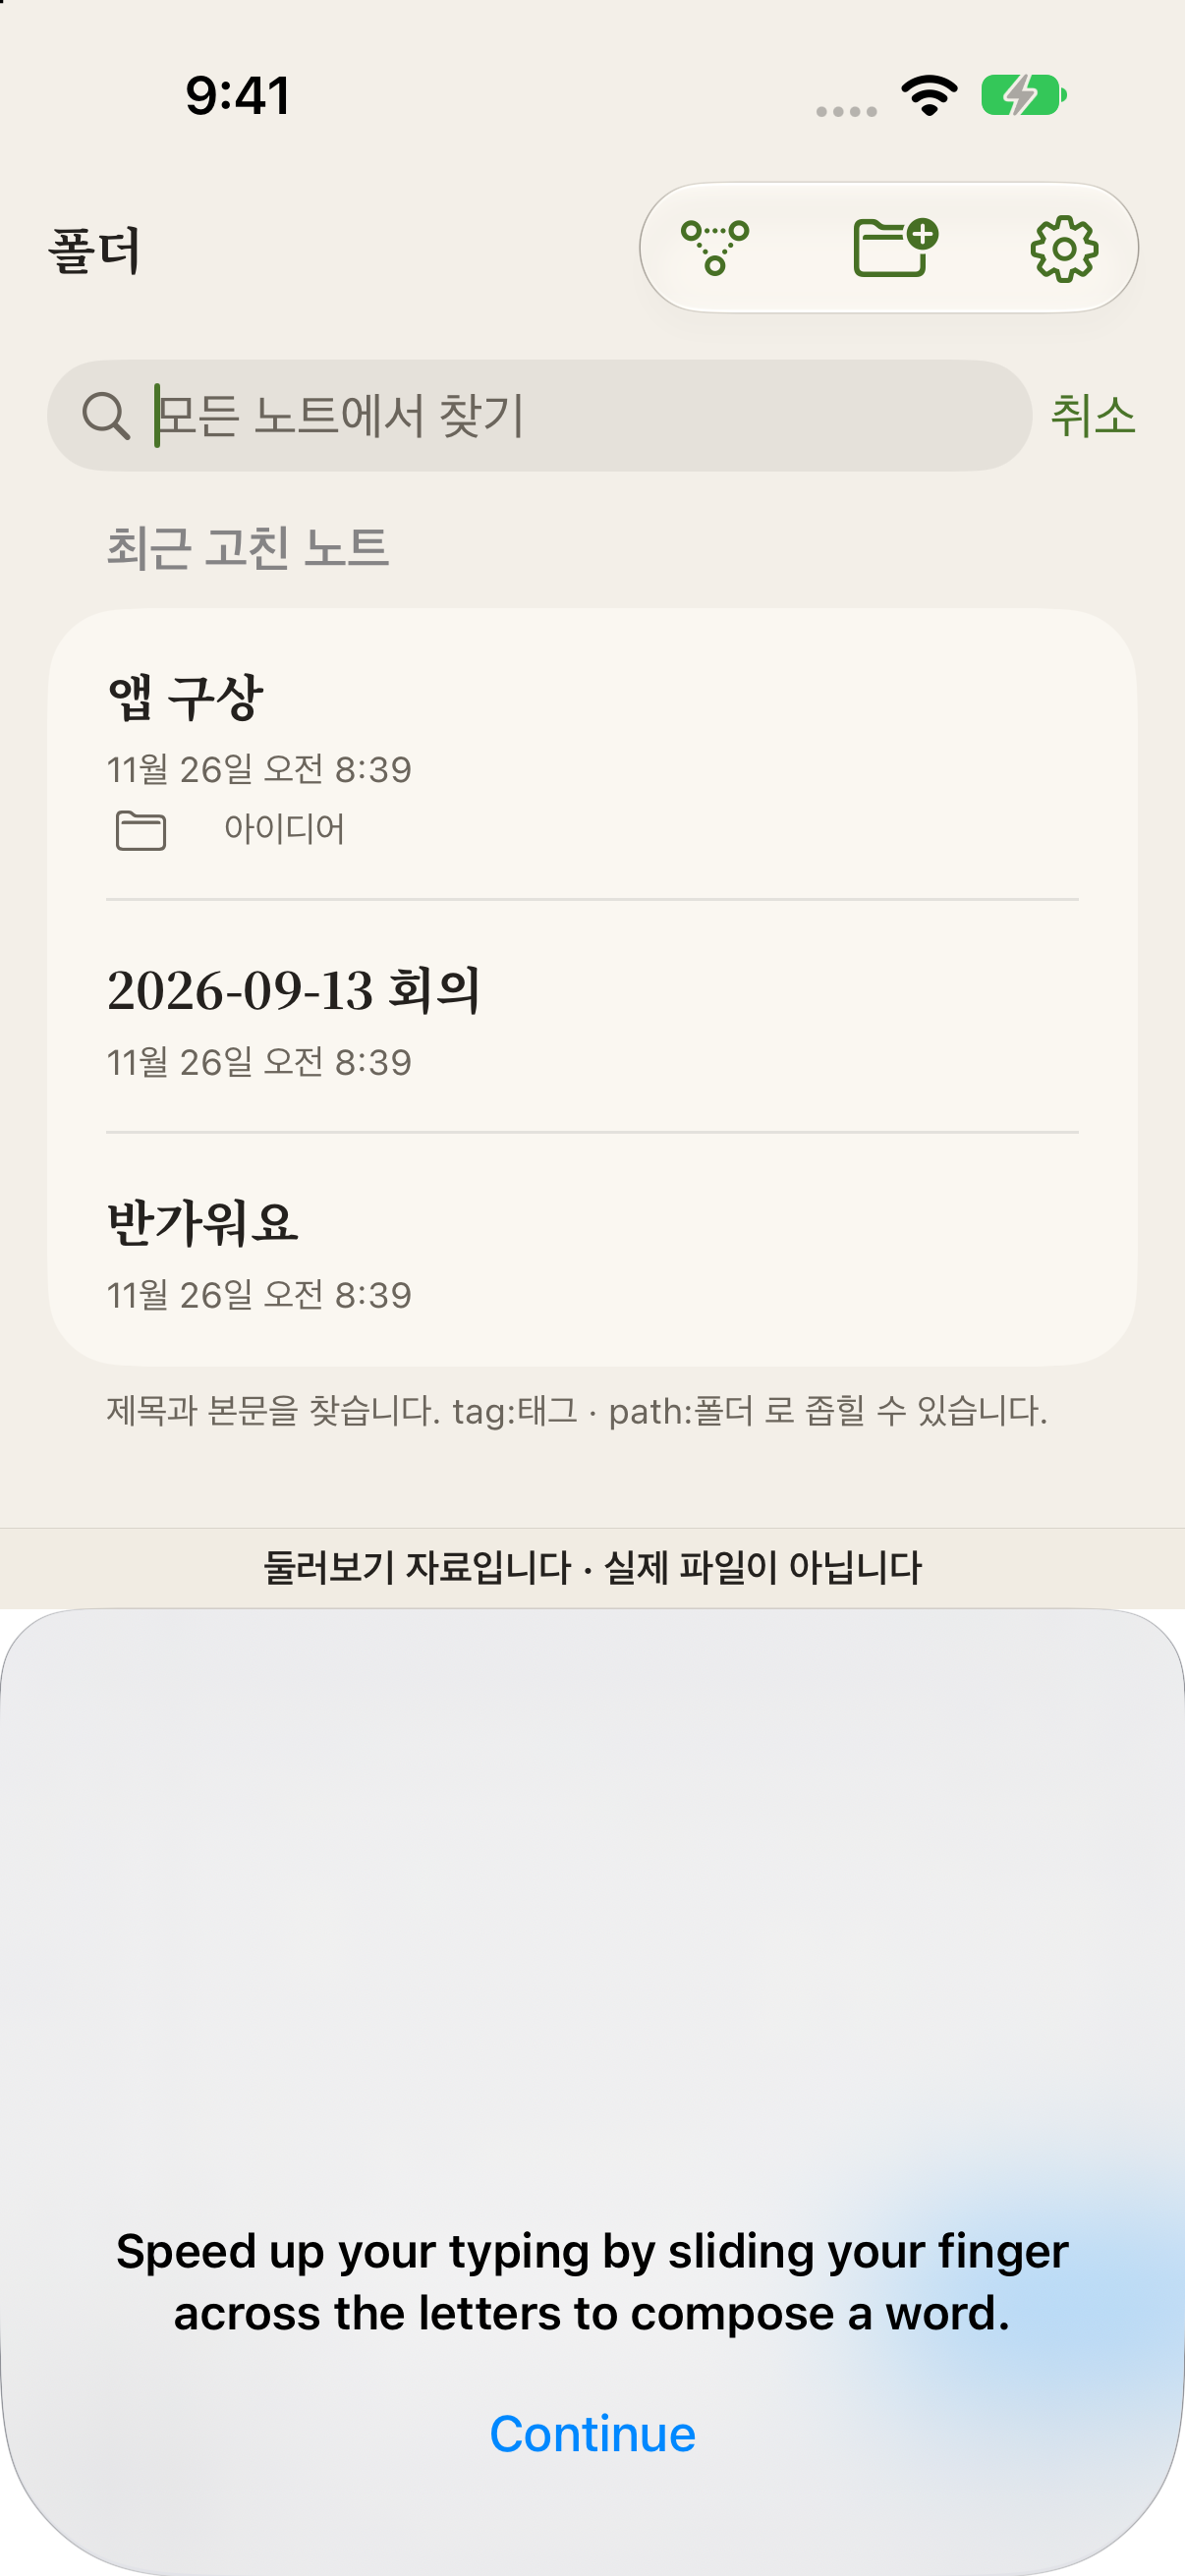 9:41
폴더
모든 노트에서 찾기
취소
최근 고친 노트
앱 구상
11월 26일 오전 8:39
아이디어
2026-09-13 회의
11월 26일 오전 8:39
반가워요
11월 26일 오전 8:39
제목과 본문을 찾습니다. tag:태그 · path:폴더 로 좁힐 수 있습니다.
둘러보기 자료입니다 · 실제 파일이 아닙니다
Speed up your typing by sliding your finger
across the letters to compose a word.
Continue